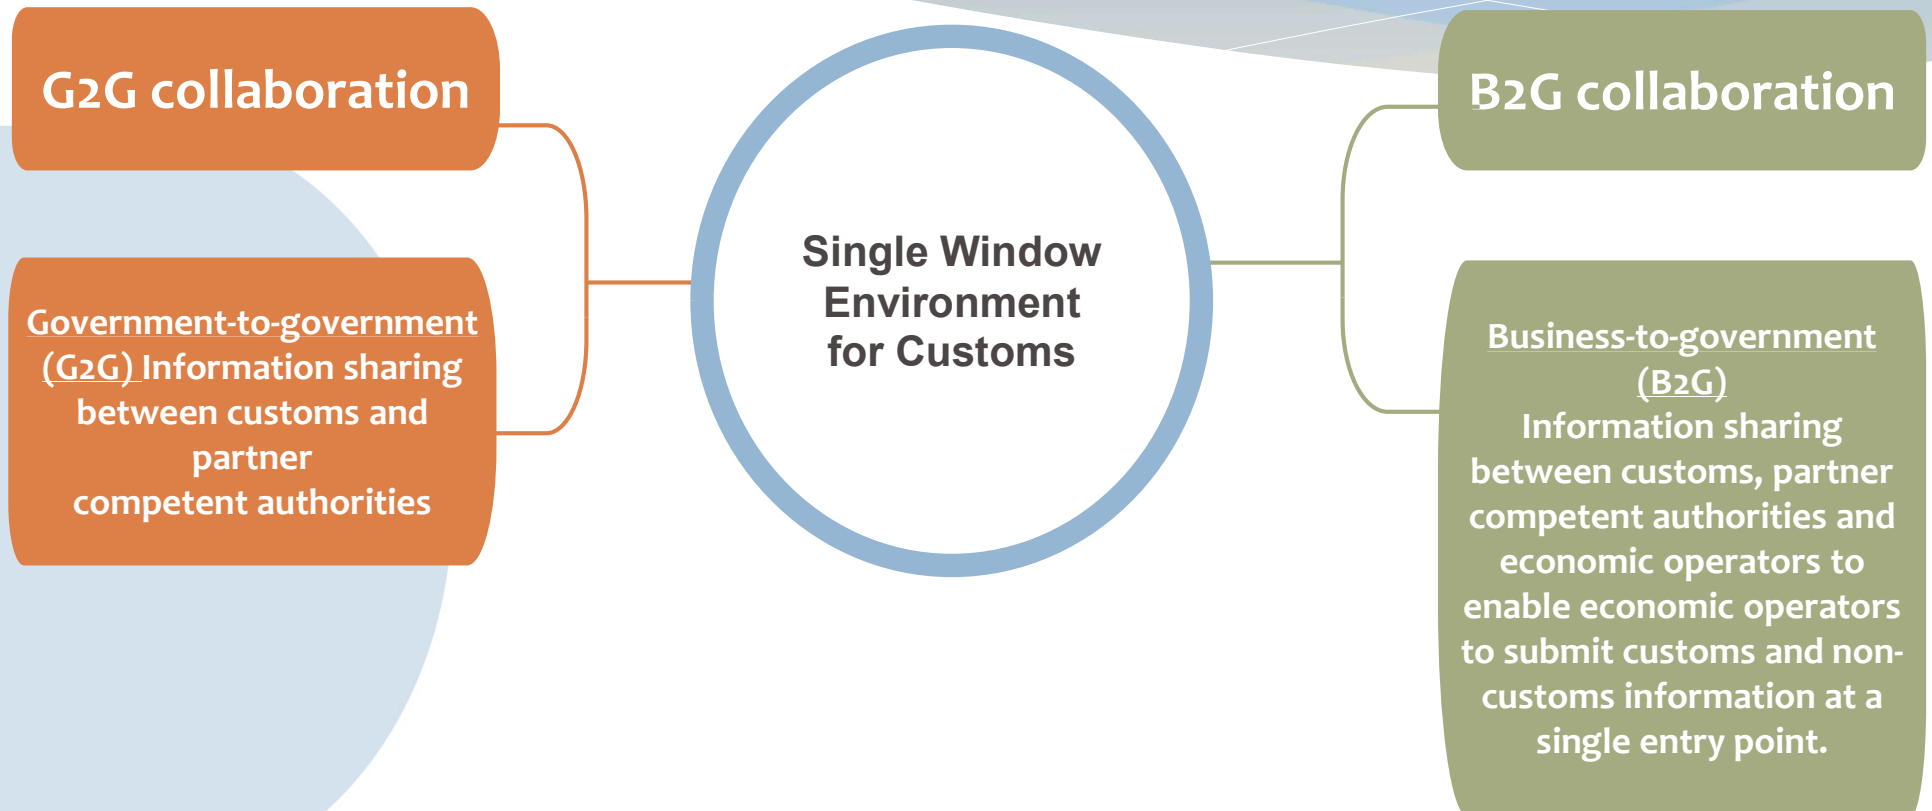 G2G collaboration
Government-to-government
(G2G) Information sharing
between customs and
partner
competent authorities
Single Window
Environment
for Customs
B2G collaboration
Business-to-government
(B2G)
Information sharing
between customs, partner
competent authorities and
economic operators to
enable economic operators
to submit customs and non-
customs information at a
single entry point.